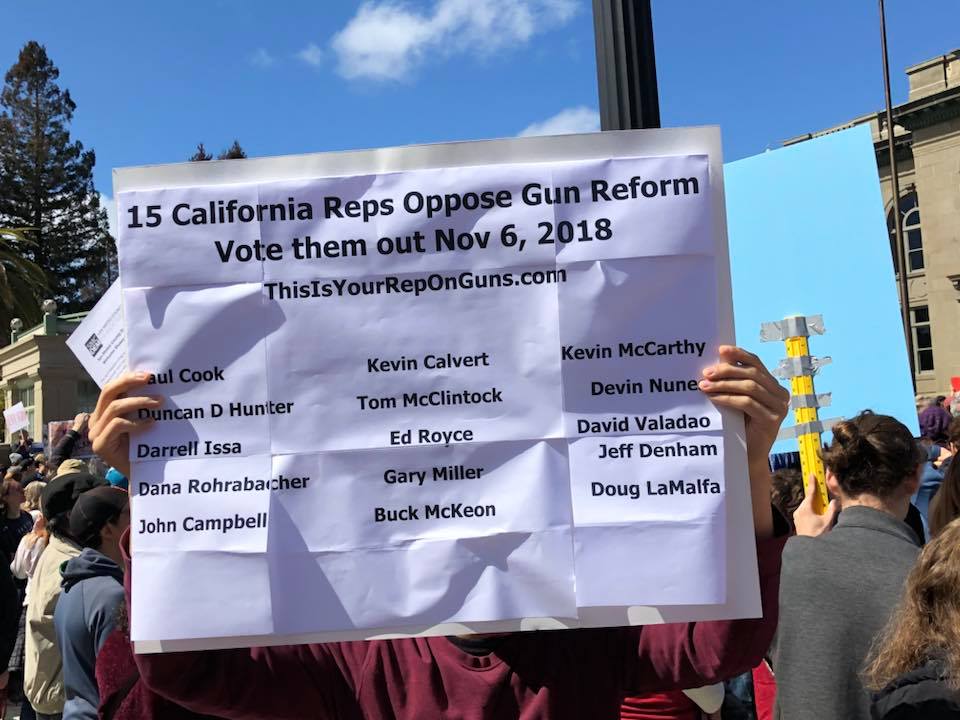 15 California Reps Oppose Gun Reform
Vote them out Nov 6, 2018
ThisIsYourRepOnGuns.com
aul Cook
Duncan D Hunter
Darrell Issa
Dana Rohrabacher
John Campbell
Kevin Calvert
Tom McClintock
Ed Royce
Gary Miller
Buck McKeon
Kevin McCarthy
Devin Nune
David Valadao
Jeff Denham
Doug LaMalfa